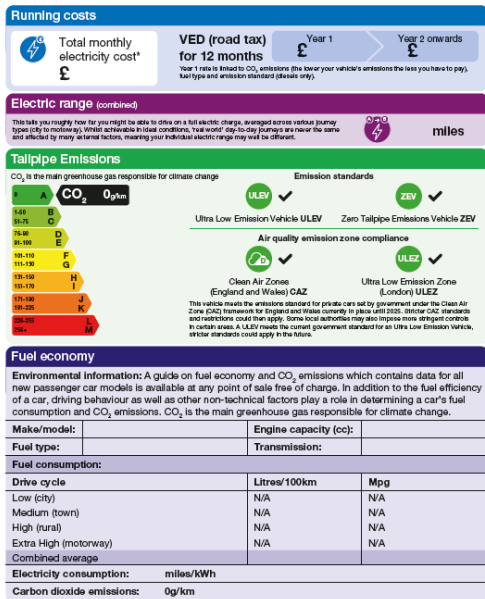 Running costs
Total monthly
electricity cost*
£
VED (road tax)
for 12 months
Year 1
£
Year 2 onwards
£
Year 1 rate is linked to CO₂ emissions (the lower your vehicle's emissions the less you have to pay),
fuel type and emission standard (diesels only).
Electric range (combined)
This tells you roughly how far you might be able to drive on a full electric charge, averaged across various journey
types (city to motorway). Whilst achievable in ideal conditions, 'real world' day-to-day journeys are never the same
and affected by many external factors, meaning your individual electric range may well be different.
miles
Tailpipe Emissions
CO₂ is the main greenhouse gas responsible for climate change
0 A
CO₂ 0g/km
1-50 B
51-75 C
76-90 D
91-100 E
101-110 F
111-130 G
131-150 H
151-170 I
171-190 J
191-225 K
226-255 L
256+ M
Emission standards
ULEV
ZEV
Ultra Low Emission Vehicle ULEV
Zero Tailpipe Emissions Vehicle ZEV
Air quality emission zone compliance
ULEZ
Clean Air Zones
(England and Wales) CAZ
Ultra Low Emission Zone
(London) ULEZ
This vehicle meets the emissions standard for private cars set by government under the Clean Air
Zone (CAZ) framework for England and Wales currently in place until 2025. Stricter CAZ standards
and restrictions could then apply. Some local authorities may also impose more stringent controls
in certain areas. A ULEV meets the current government standard for an Ultra Low Emission Vehicle,
stricter standards could apply in the future.
Fuel economy
Environmental information: A guide on fuel economy and CO₂ emissions which contains data for all
new passenger car models is available at any point of sale free of charge. In addition to the fuel efficiency
of a car, driving behaviour as well as other non-technical factors play a role in determining a car's fuel
consumption and CO₂ emissions. CO₂ is the main greenhouse gas responsible for climate change.
Make/model:
Engine capacity (cc):
Fuel type:
Transmission:
Fuel consumption:
Drive cycle Litres/100km Mpg
Low (city) N/A N/A
Medium (town) N/A N/A
High (rural) N/A N/A
Extra High (motorway) N/A N/A
Combined average
Electricity consumption: miles/kWh
Carbon dioxide emissions: 0g/km